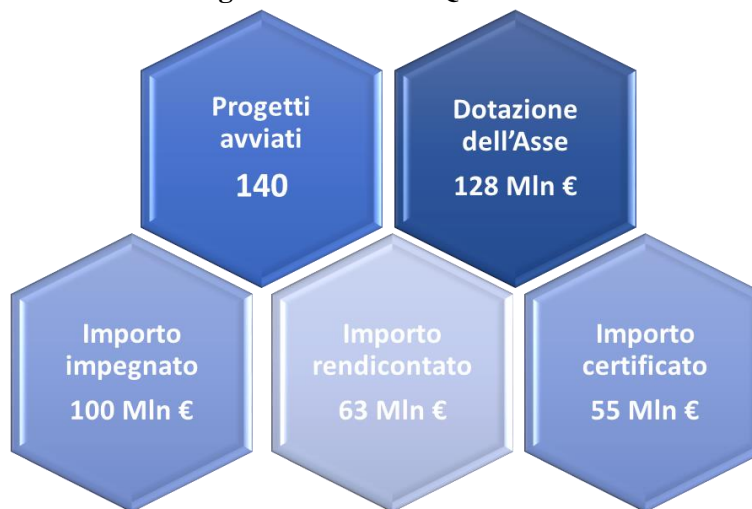 Progetti
avviati
140
Dotazione
dell'Asse
128 Mln €
Importo
impegnato
100 Mln €
Importo
rendicontato
63 Mln €
Importo
certificato
55 Mln €